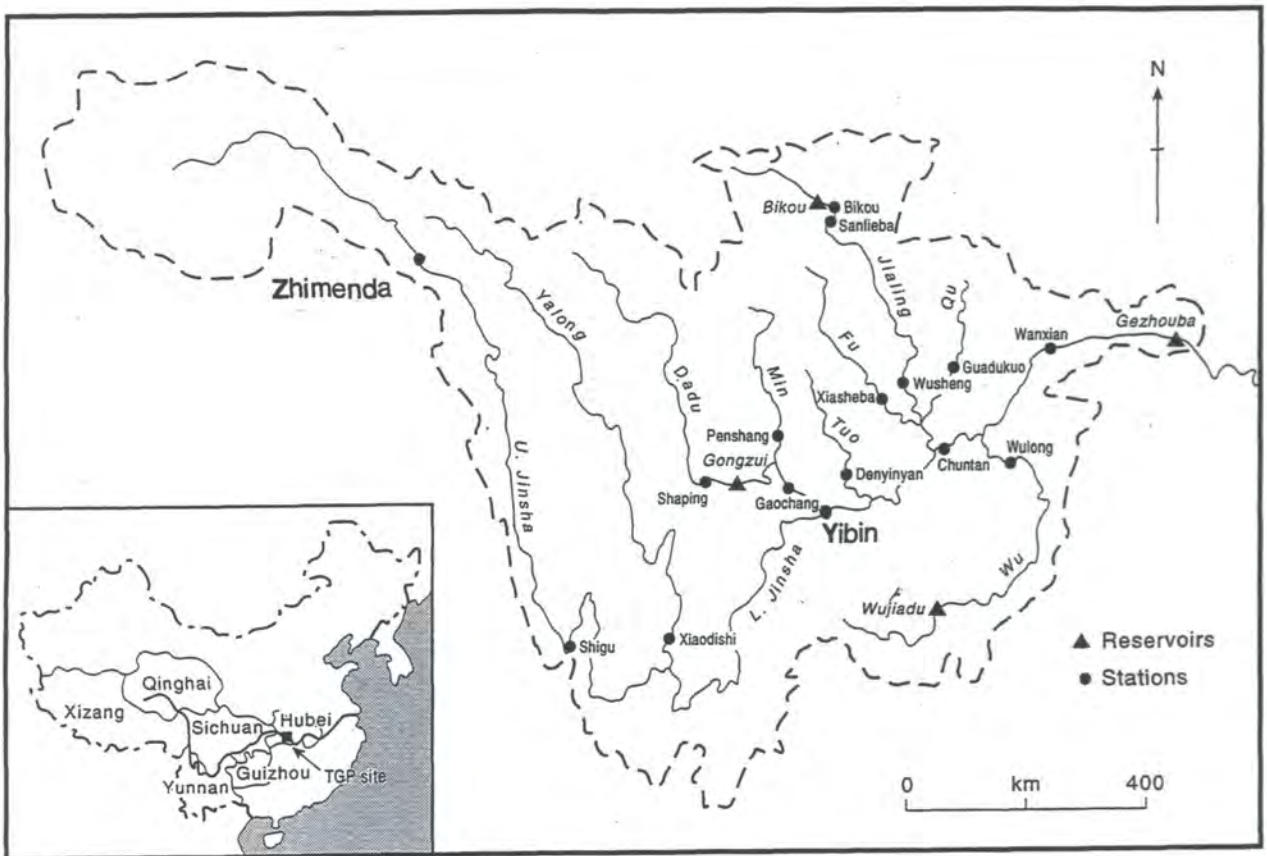 N
Bikou
Bikou
Sanlieba
Zhimenda
Yalong
Jialing
Qu
Gezhouba
Wanxian
Fu
Guadukuo
Dadu
Min
Wusheng
Xiasheba
Tuo
Penshang
Gongzui
Wulong
Chuntan
Denyinyan
U. Jinsha
Shaping
Gaochang
Yibin
L. Jinsha
Wu
Wujiadu
Shigu
Xiaodishi
Reservoirs
Stations
Qinghai
Xizang
Sichuan
Hubei
Guizhou
TGP site
Yunnan
0 km 400